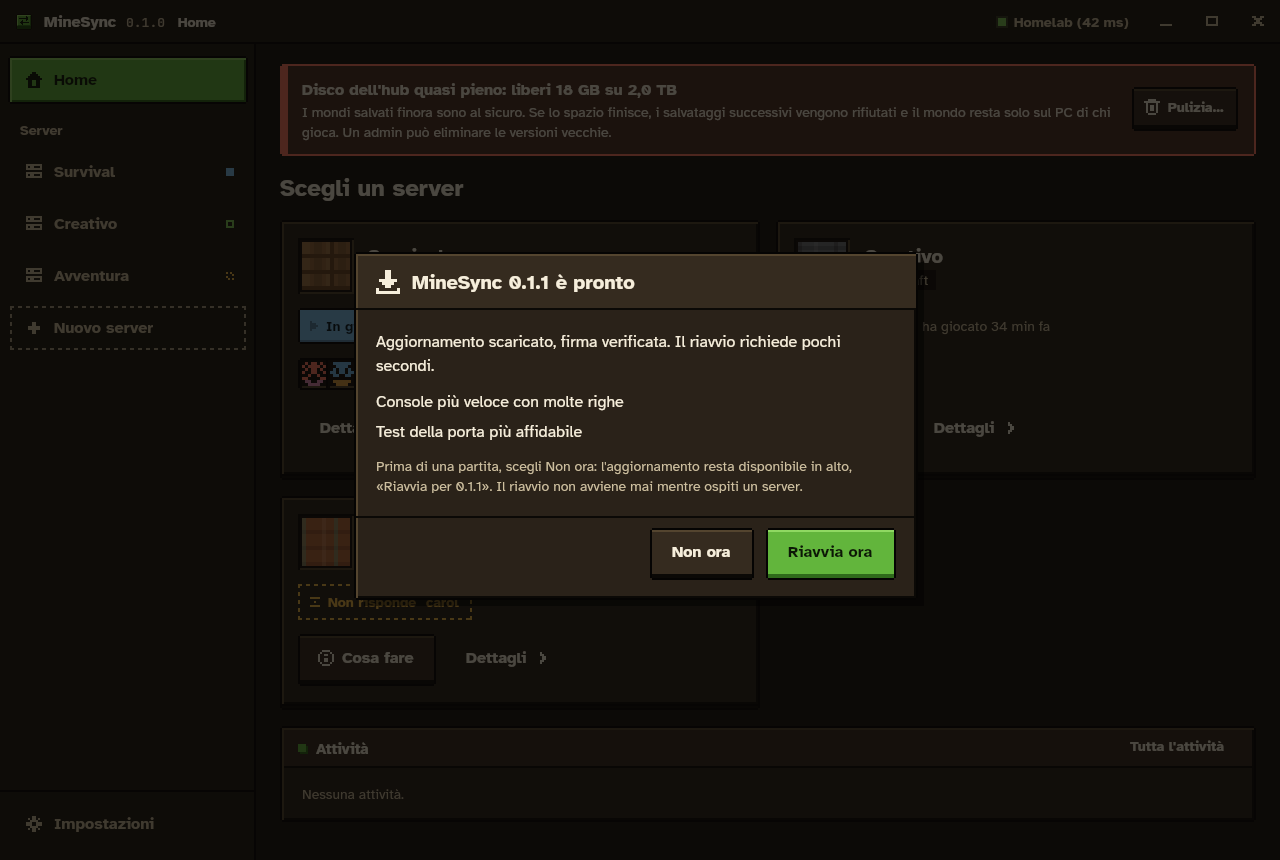 MineSync 0.1.0 Home
Homelab (42 ms)
Home
Server
Survival
Creativo
Avventura
Nuovo server
Impostazioni
Disco dell'hub quasi pieno: liberi 18 GB su 2,0 TB
I mondi salvati finora sono al sicuro. Se lo spazio finisce, i salvataggi successivi vengono rifiutati e il mondo resta solo sul PC di chi
gioca. Un admin può eliminare le versioni vecchie.
Pulizia...
Scegli un server
MineSync 0.1.1 è pronto
Aggiornamento scaricato, firma verificata. Il riavvio richiede pochi
secondi.
Console più veloce con molte righe
Test della porta più affidabile
Prima di una partita, scegli Non ora: l'aggiornamento resta disponibile in alto,
«Riavvia per 0.1.1». Il riavvio non avviene mai mentre ospiti un server.
Non ora
Riavvia ora
ha giocato 34 min fa
Dettagli
Non risponde carol
Cosa fare
Dettagli
Attività
Tutta l'attività
Nessuna attività.